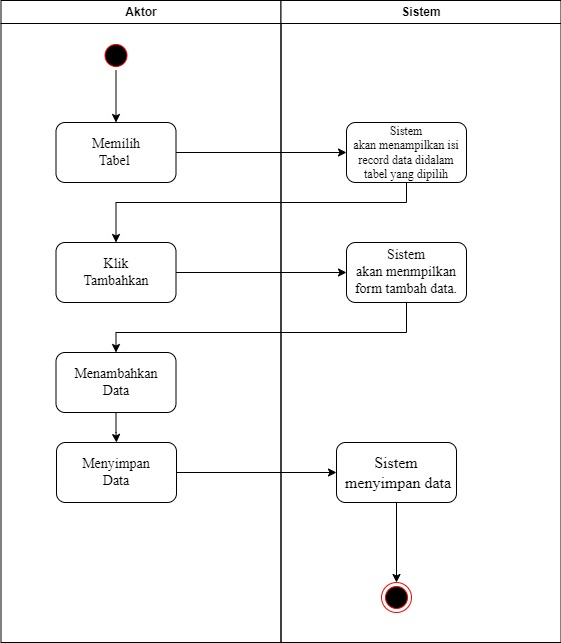 Aktor
Sistem
Memilih
Tabel
Sistem
akan menampilkan isi
record data didalam
tabel yang dipilih
Klik
Tambahkan
Sistem
akan menmpilkan
form tambah data.
Menambahkan
Data
Menyimpan
Data
Sistem
menyimpan data